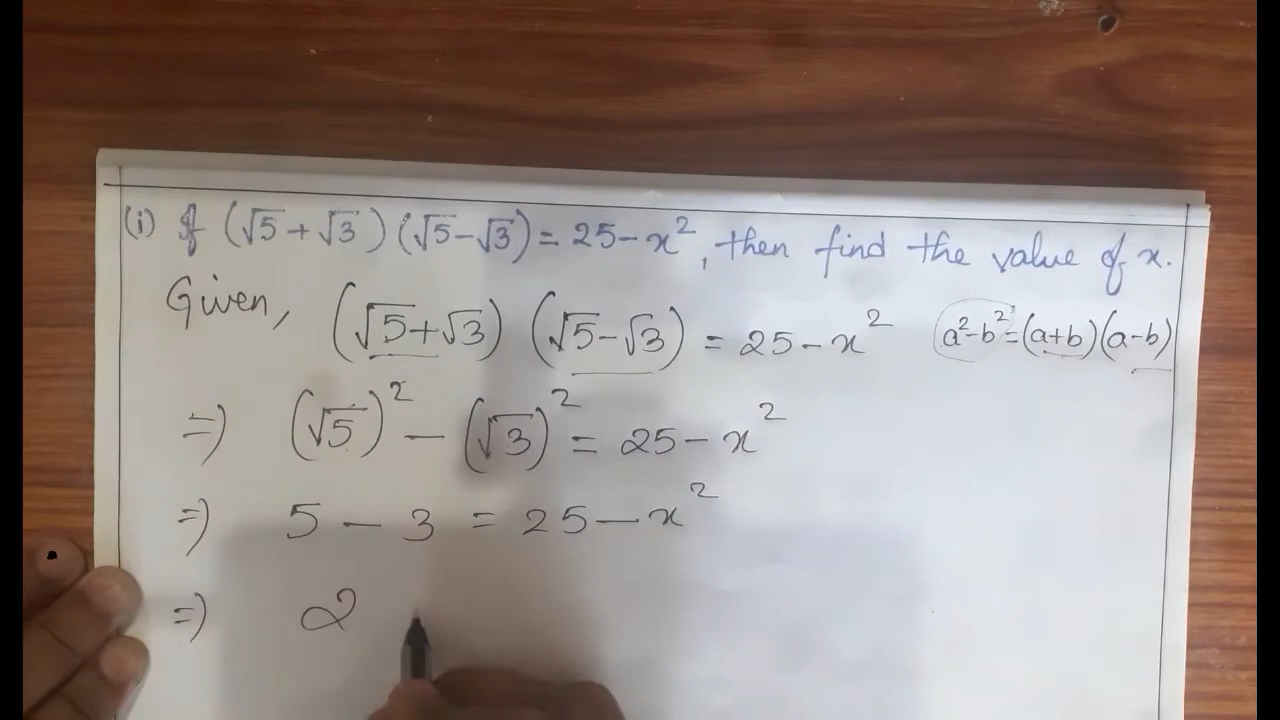 (i) If (√5+√3)(√5-√3)=25-x², then find the value of x.
Given, (√5+√3) (√5-√3) = 25-x² a²-b²=(a+b)(a-b)
=> (√5)² - (√3)² = 25-x²
=> 5 - 3 = 25-x²
=> 2